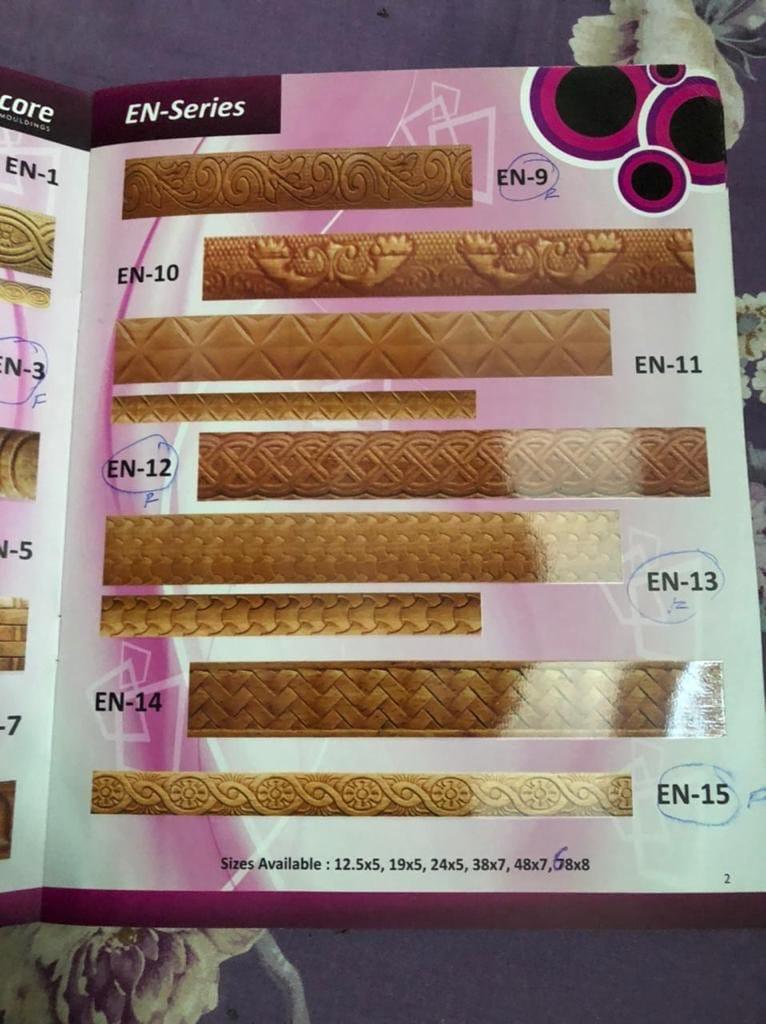 core
MOULDINGS
EN-1
EN-3
F
N-5
-7
EN-Series
EN-9
R
EN-10
EN-11
EN-12
R
EN-13
EN-14
EN-15
F
Sizes Available : 12.5x5, 19x5, 24x5, 38x7, 48x7, 68x8
2